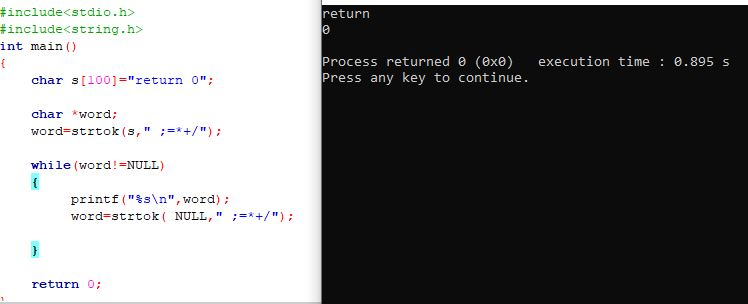 #include<stdio.h>
#include<string.h>
int main()
{
char s[100]="return 0";
char *word;
word=strtok(s," ;=*+/");
while(word!=NULL)
{
printf("%s\n",word);
word=strtok( NULL," ;=*+/");
}
return 0;
}
return
0
Process returned 0 (0x0)   execution time : 0.895 s
Press any key to continue.